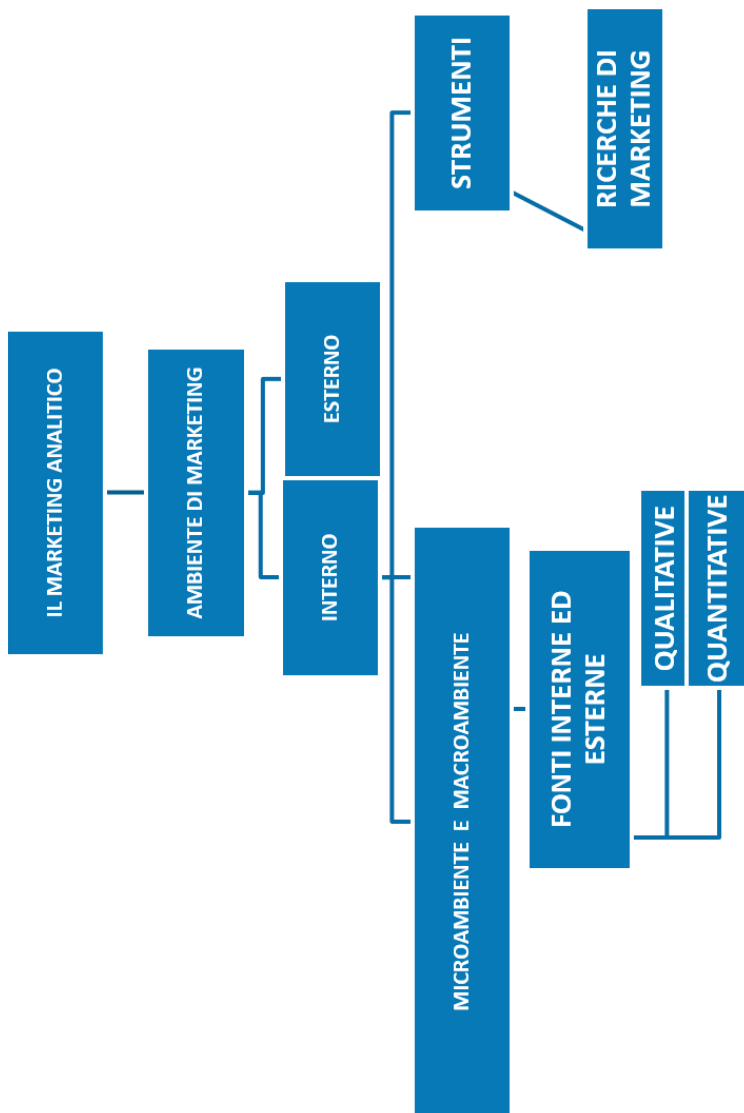 IL MARKETING ANALITICO
AMBIENTE DI MARKETING
INTERNO
ESTERNO
MICROAMBIENTE E MACROAMBIENTE
STRUMENTI
FONTI INTERNE ED
ESTERNE
RICERCHE DI
MARKETING
QUALITATIVE
QUANTITATIVE